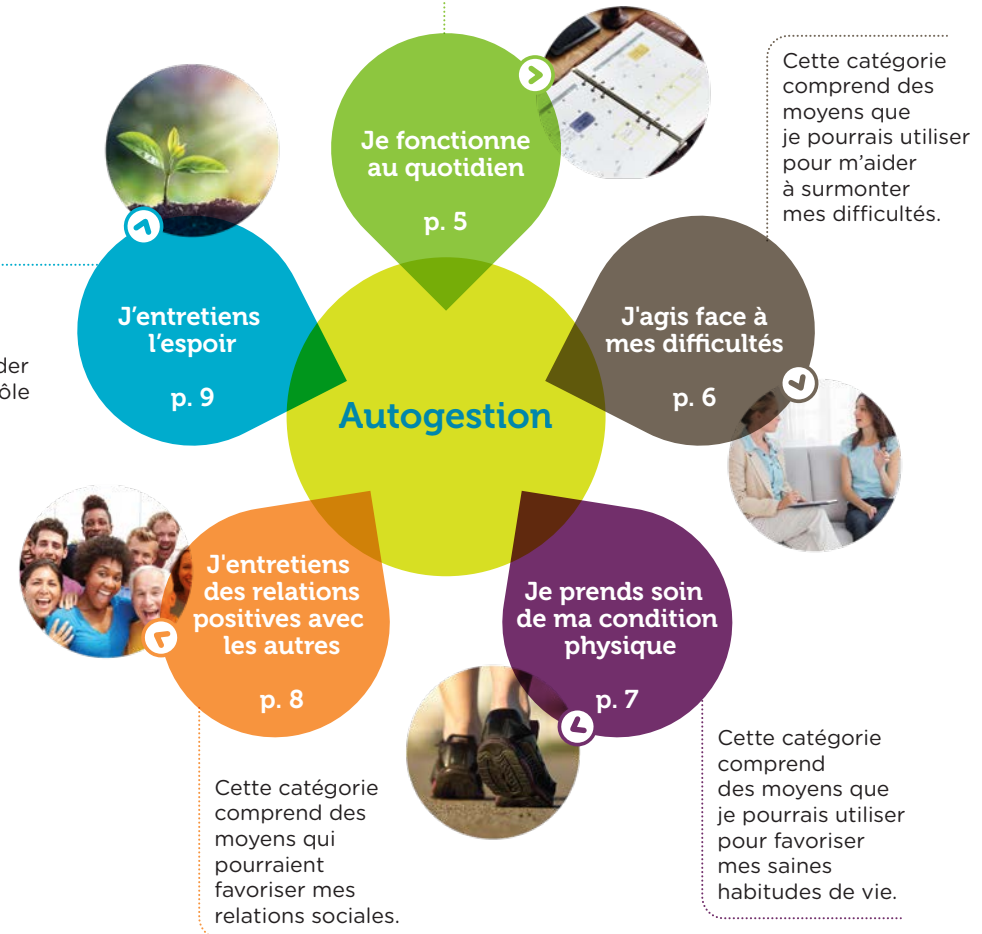 Je fonctionne
au quotidien
p. 5
Cette catégorie
comprend des
moyens que
je pourrais utiliser
pour m'aider
à surmonter
mes difficultés.
J'agis face à
mes difficultés
p. 6
J’entretiens
l’espoir
p. 9
Autogestion
J'entretiens
des relations
positives avec
les autres
p. 8
Je prends soin
de ma condition
physique
p. 7
Cette catégorie
comprend des
moyens qui
pourraient
favoriser mes
relations sociales.
Cette catégorie
comprend
des moyens que
je pourrais utiliser
pour favoriser
mes saines
habitudes de vie.